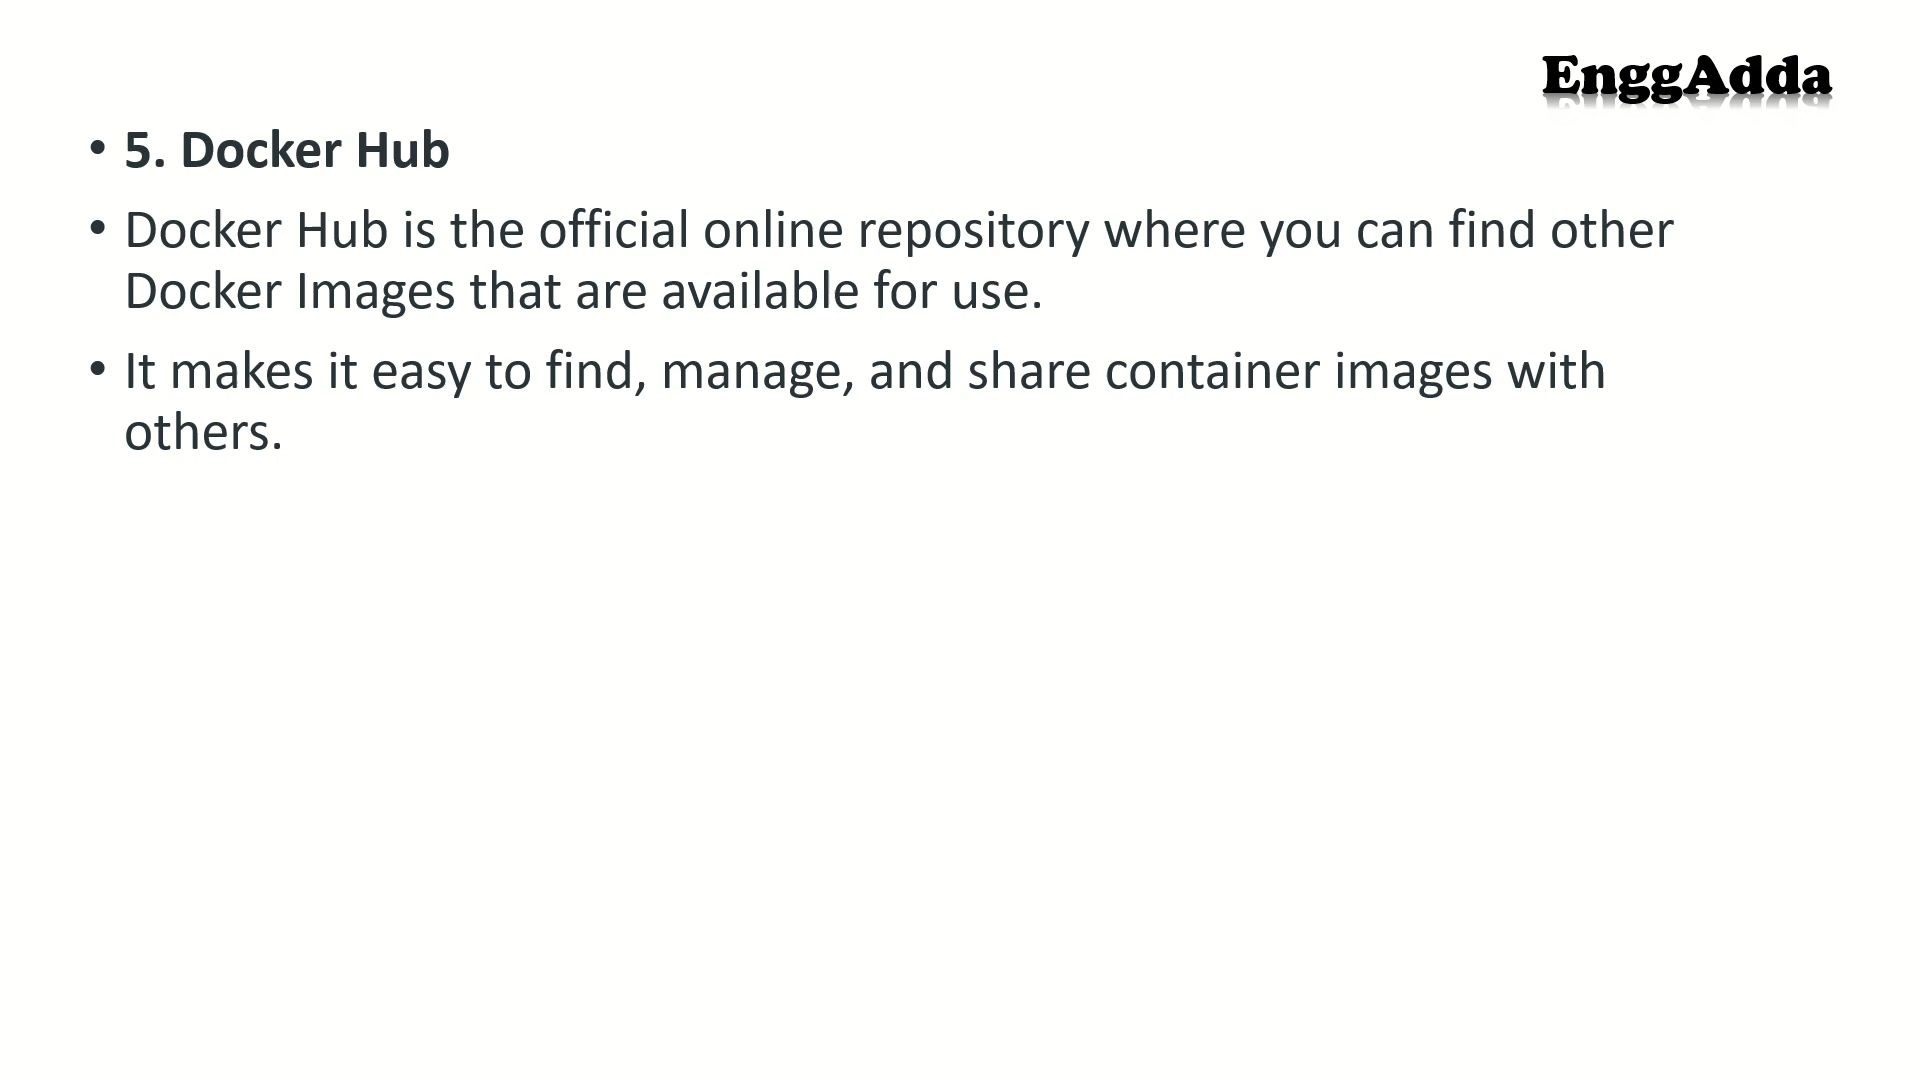 EnggAdda
• 5. Docker Hub
• Docker Hub is the official online repository where you can find other
Docker Images that are available for use.
• It makes it easy to find, manage, and share container images with
others.